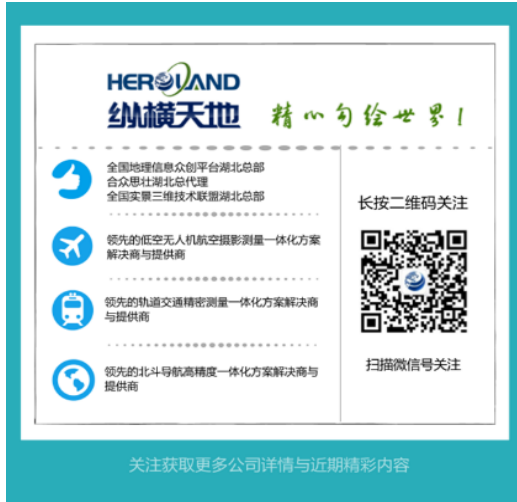 HEROLAND
纵横天地
精心勾绘世界!
全国地理信息众创平台湖北总部
合众思壮湖北总代理
全国实景三维技术联盟湖北总部
领先的低空无人机航空摄影测量一体化方案
解决商与提供商
领先的轨道交通精密测量一体化方案解决商
与提供商
领先的北斗导航高精度一体化方案解决商与
提供商
长按二维码关注
扫描微信号关注
关注获取更多公司详情与近期精彩内容